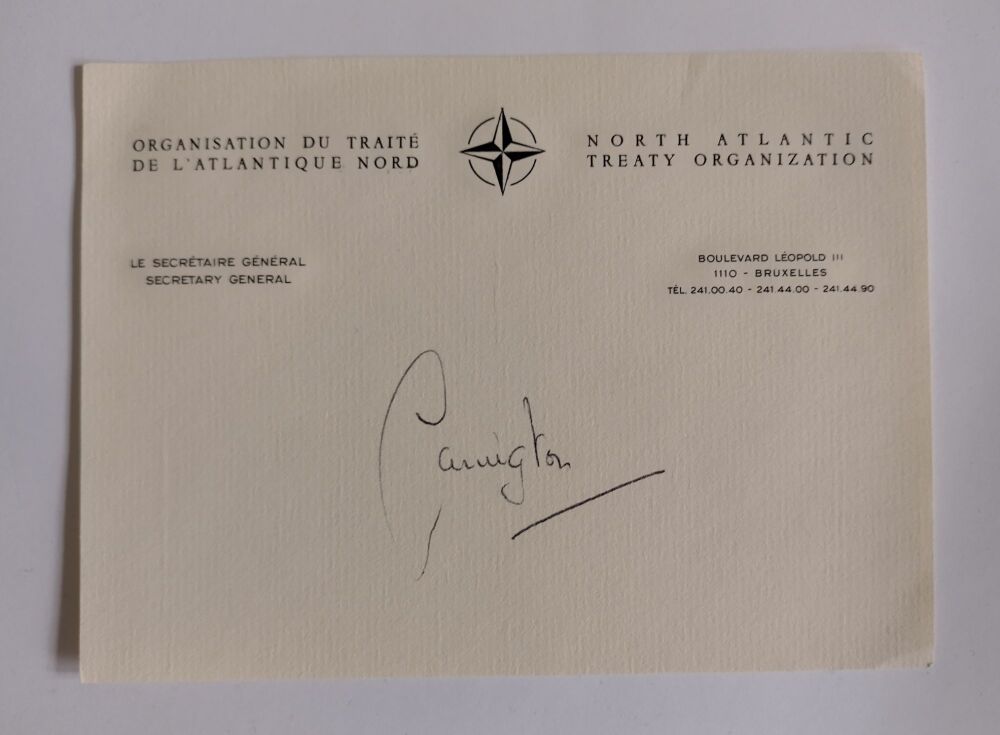 ORGANISATION DU TRAITÉ
DE L'ATLANTIQUE NORD
NORTH ATLANTIC
TREATY ORGANIZATION
LE SECRÉTAIRE GÉNÉRAL
SECRETARY GENERAL
BOULEVARD LÉOPOLD III
1110 - BRUXELLES
TÉL. 241.00.40 - 241.44.00 - 241.44.90
Carrington